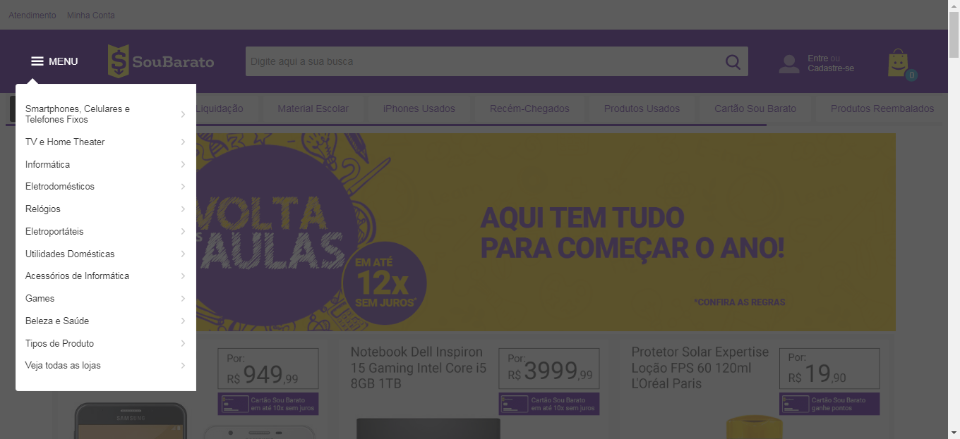 Atendimento Minha Conta
MENU
SouBarato
Digite aqui a sua busca
Entre ou
Cadastre-se
0
Liquidação Material Escolar iPhones Usados Recém-Chegados Produtos Usados Cartão Sou Barato Produtos Reembalados
Smartphones, Celulares e
Telefones Fixos
TV e Home Theater
Informática
Eletrodomésticos
Relógios
Eletroportáteis
Utilidades Domésticas
Acessórios de Informática
Games
Beleza e Saúde
Tipos de Produto
Veja todas as lojas
VOLTA
AULAS
EM ATÉ
12x
SEM JUROS*
AQUI TEM TUDO
PARA COMEÇAR O ANO!
*CONFIRA AS REGRAS
Por:
R$ 949,99
Cartão Sou Barato
em até 10x sem juros
SAMSUNG
Notebook Dell Inspiron
15 Gaming Intel Core i5
8GB 1TB
Por:
R$ 3999,99
Cartão Sou Barato
em até 10x sem juros
Protetor Solar Expertise
Loção FPS 60 120ml
L'Oréal Paris
Por:
R$ 19,90
Cartão Sou Barato
ganhe pontos